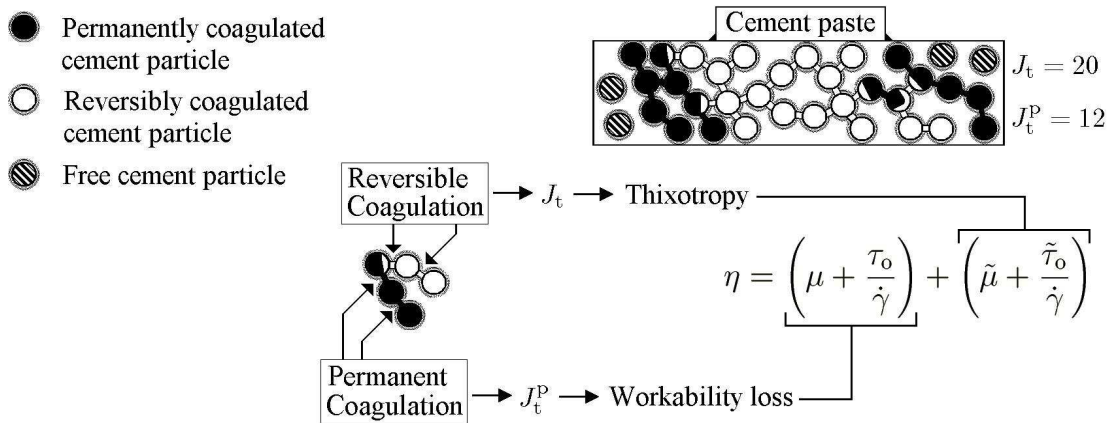 Permanently coagulated
cement particle
Reversibly coagulated
cement particle
Free cement particle
Cement paste
J_t = 20
J_t^p = 12
Reversible
Coagulation
J_t
Thixotropy
η = (μ + τ_o/γ̇) + (μ̃ + τ̃_o/γ̇)
Permanent
Coagulation
J_t^p
Workability loss